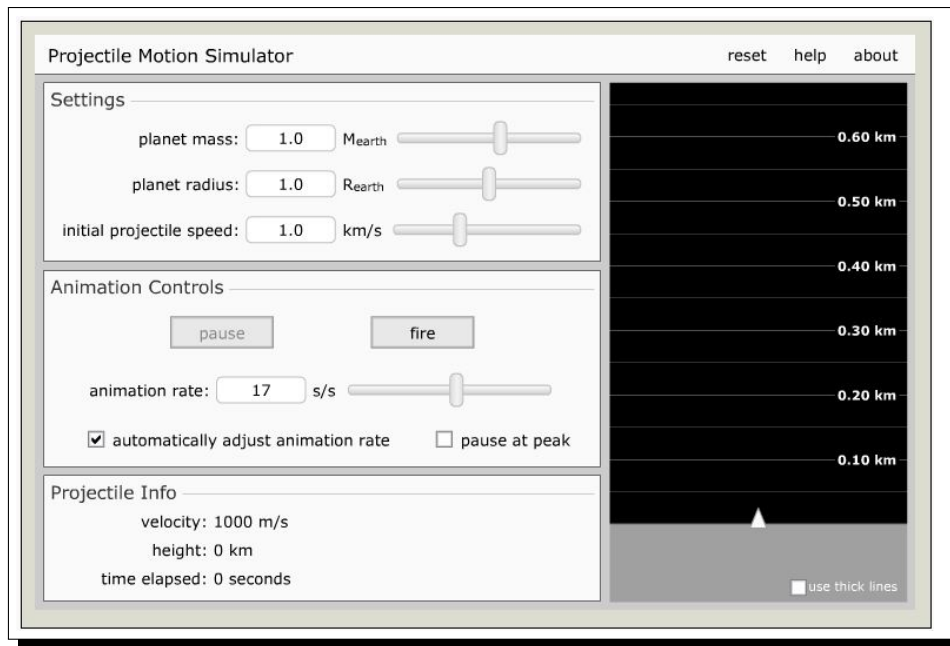 Projectile Motion Simulator
reset help about
Settings
planet mass: 1.0 Mearth
planet radius: 1.0 Rearth
initial projectile speed: 1.0 km/s
Animation Controls
pause fire
animation rate: 17 s/s
automatically adjust animation rate pause at peak
Projectile Info
velocity: 1000 m/s
height: 0 km
time elapsed: 0 seconds
0.60 km
0.50 km
0.40 km
0.30 km
0.20 km
0.10 km
use thick lines